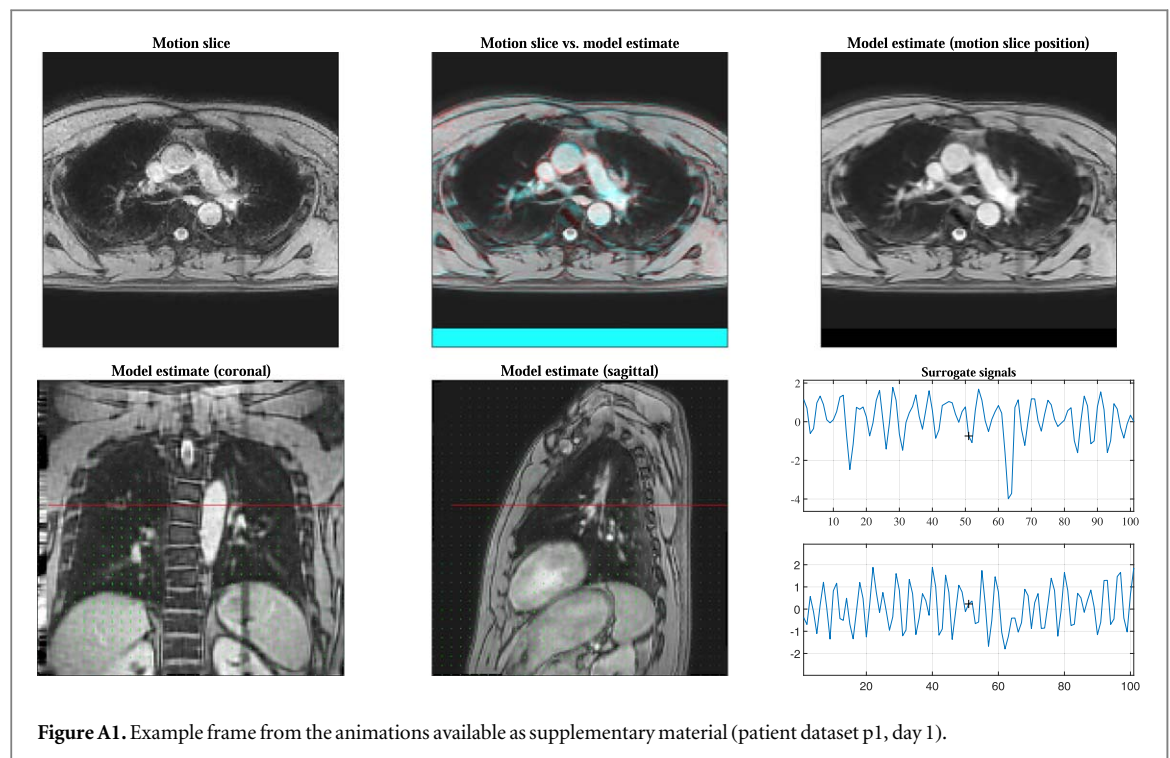 Motion slice
Motion slice vs. model estimate
Model estimate (motion slice position)
Model estimate (coronal)
Model estimate (sagittal)
Surrogate signals
2
0
-2
-4
10 20 30 40 50 60 70 80 90 100
2
1
0
-1
-2
20 40 60 80 100
Figure A1. Example frame from the animations available as supplementary material (patient dataset p1, day 1).